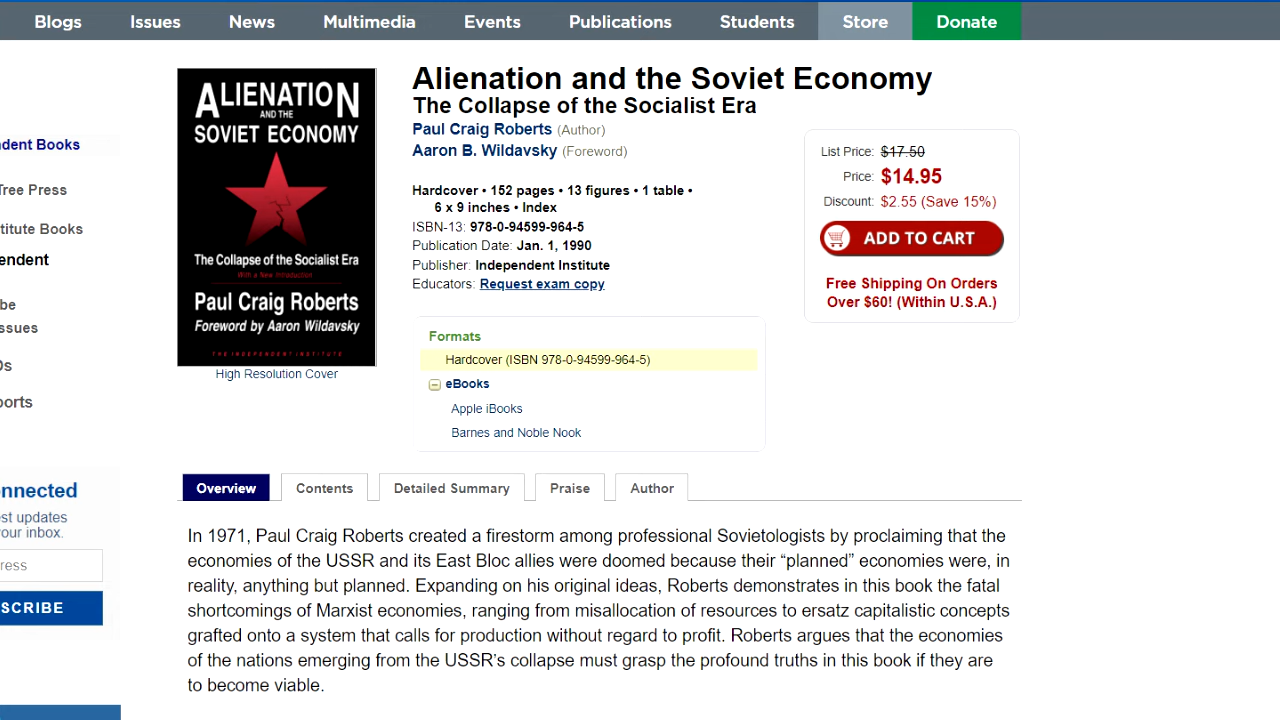 Blogs Issues News Multimedia Events Publications Students Store Donate
ALIENATION
AND THE
SOVIET ECONOMY
The Collapse of the Socialist Era
With a New Introduction
Paul Craig Roberts
Foreword by Aaron Wildavsky
THE INDEPENDENT INSTITUTE
High Resolution Cover
Alienation and the Soviet Economy
The Collapse of the Socialist Era
Paul Craig Roberts (Author)
Aaron B. Wildavsky (Foreword)
Hardcover • 152 pages • 13 figures • 1 table •
6 x 9 inches • Index
ISBN-13: 978-0-94599-964-5
Publication Date: Jan. 1, 1990
Publisher: Independent Institute
Educators: Request exam copy
List Price: $17.50
Price: $14.95
Discount: $2.55 (Save 15%)
ADD TO CART
Free Shipping On Orders
Over $60! (Within U.S.A.)
Formats
Hardcover (ISBN 978-0-94599-964-5)
eBooks
Apple iBooks
Barnes and Noble Nook
dent Books
Tree Press
titute Books
endent
be
ssues
Os
ports
nnected
est updates
your inbox.
ress
SCRIBE
Overview Contents Detailed Summary Praise Author
In 1971, Paul Craig Roberts created a firestorm among professional Sovietologists by proclaiming that the
economies of the USSR and its East Bloc allies were doomed because their “planned” economies were, in
reality, anything but planned. Expanding on his original ideas, Roberts demonstrates in this book the fatal
shortcomings of Marxist economies, ranging from misallocation of resources to ersatz capitalistic concepts
grafted onto a system that calls for production without regard to profit. Roberts argues that the economies
of the nations emerging from the USSR’s collapse must grasp the profound truths in this book if they are
to become viable.